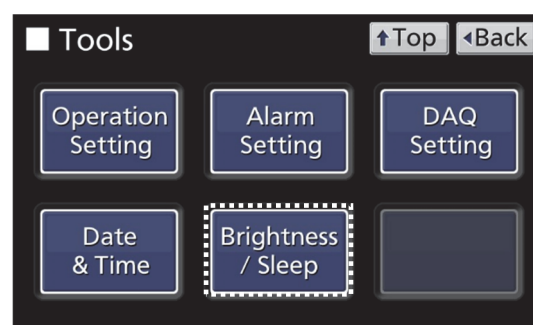 Tools
Top
Back
Operation
Setting
Alarm
Setting
DAQ
Setting
Date
& Time
Brightness
/ Sleep